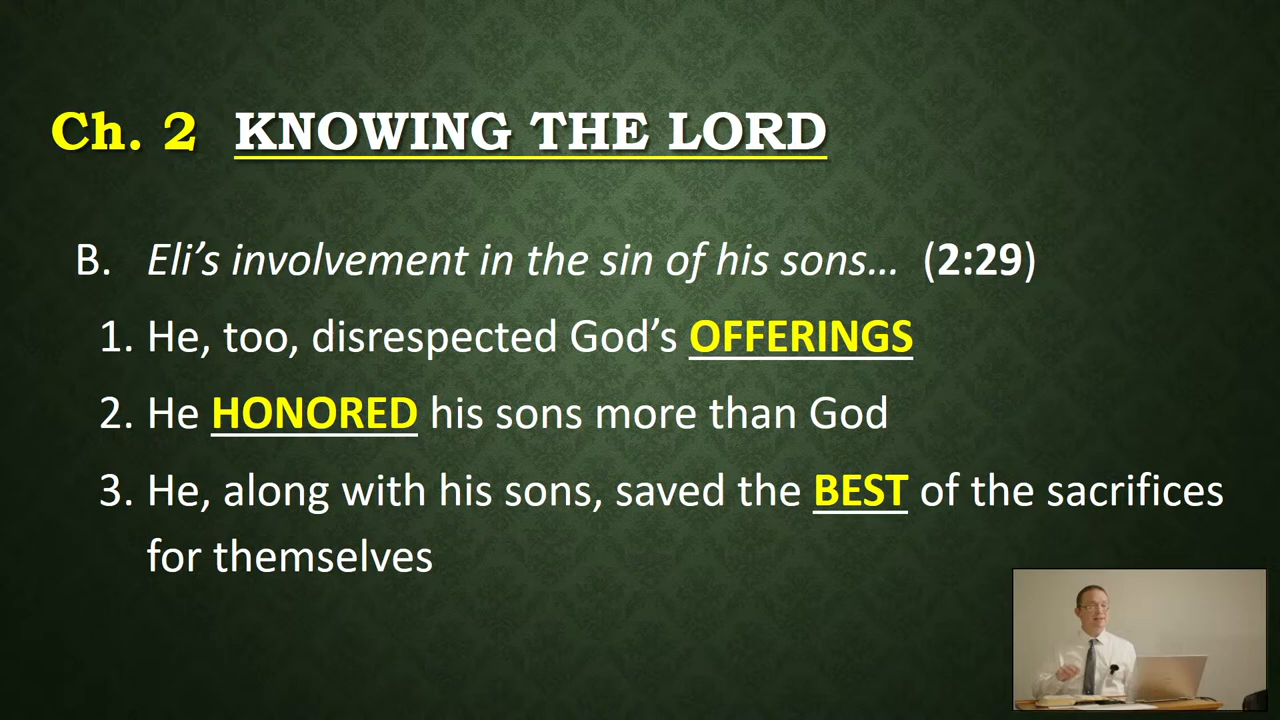 Ch. 2 KNOWING THE LORD
B. Eli’s involvement in the sin of his sons… (2:29)
1. He, too, disrespected God’s OFFERINGS
2. He HONORED his sons more than God
3. He, along with his sons, saved the BEST of the sacrifices
for themselves